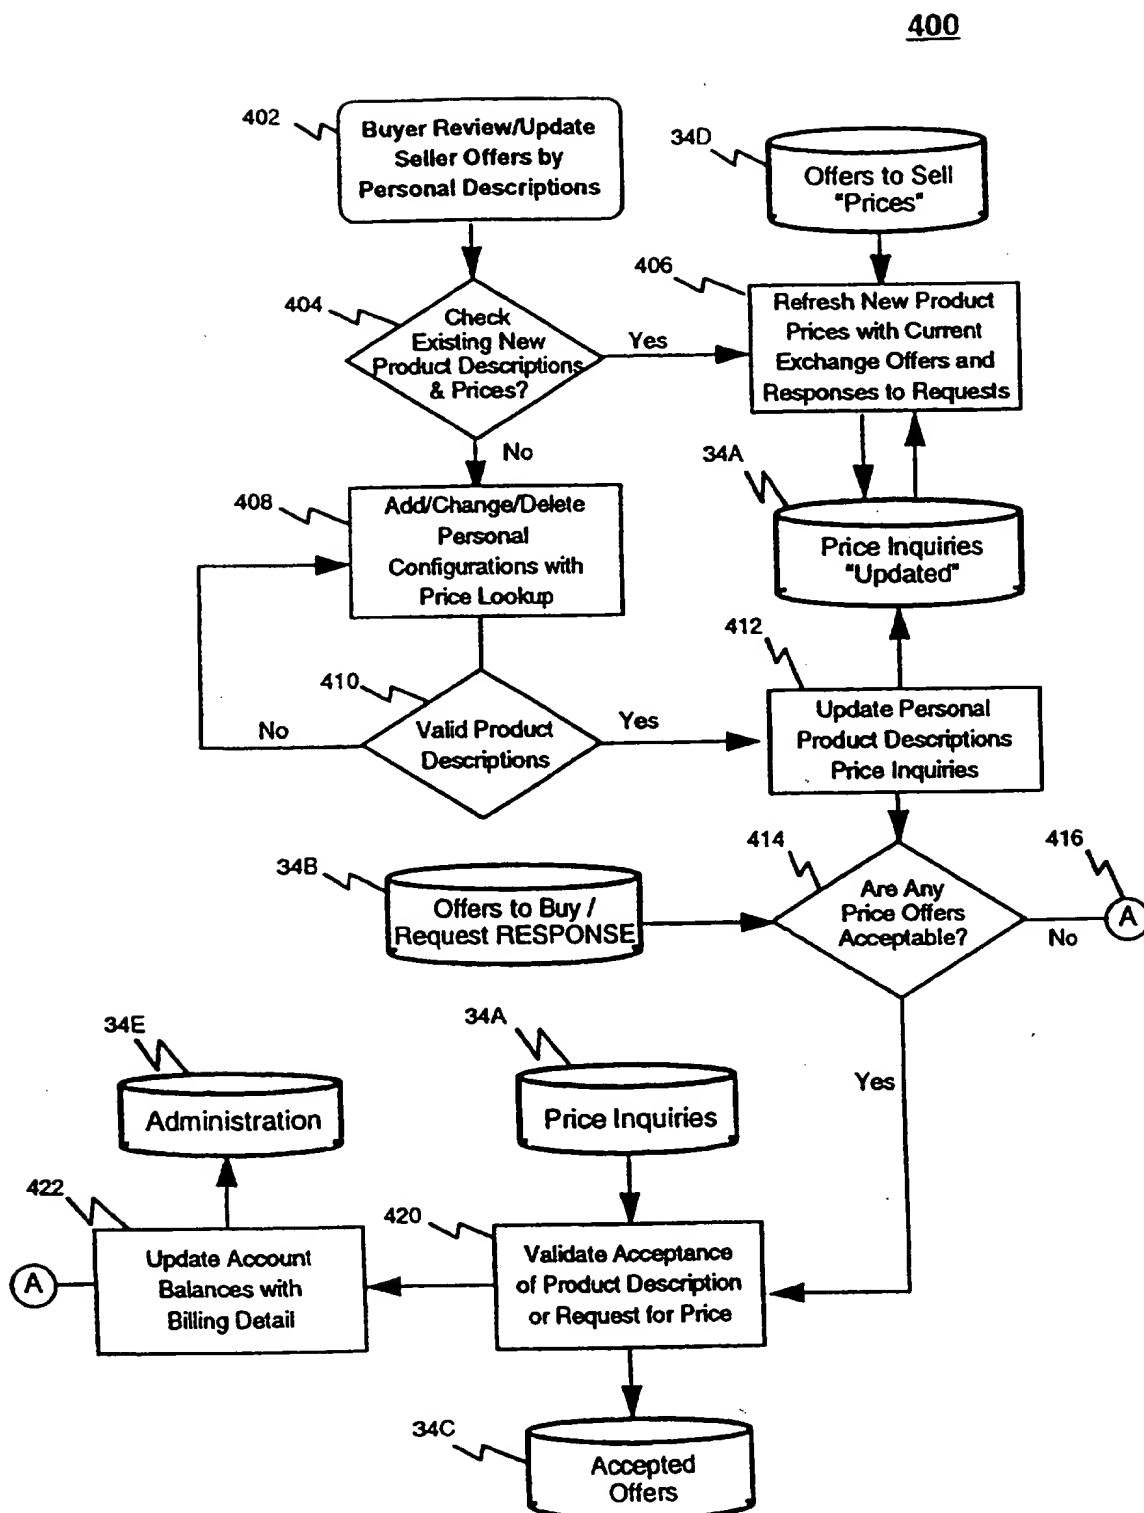 400
402
Buyer Review/Update
Seller Offers by
Personal Descriptions
34D
Offers to Sell
"Prices"
404
Check
Existing New
Product Descriptions
& Prices?
Yes
406
Refresh New Product
Prices with Current
Exchange Offers and
Responses to Requests
No
408
Add/Change/Delete
Personal
Configurations with
Price Lookup
34A
Price Inquiries
"Updated"
410
Valid Product
Descriptions
No
Yes
412
Update Personal
Product Descriptions
Price Inquiries
34B
Offers to Buy /
Request RESPONSE
414
Are Any
Price Offers
Acceptable?
No
416
A
Yes
34E
Administration
34A
Price Inquiries
422
Update Account
Balances with
Billing Detail
A
420
Validate Acceptance
of Product Description
or Request for Price
34C
Accepted
Offers